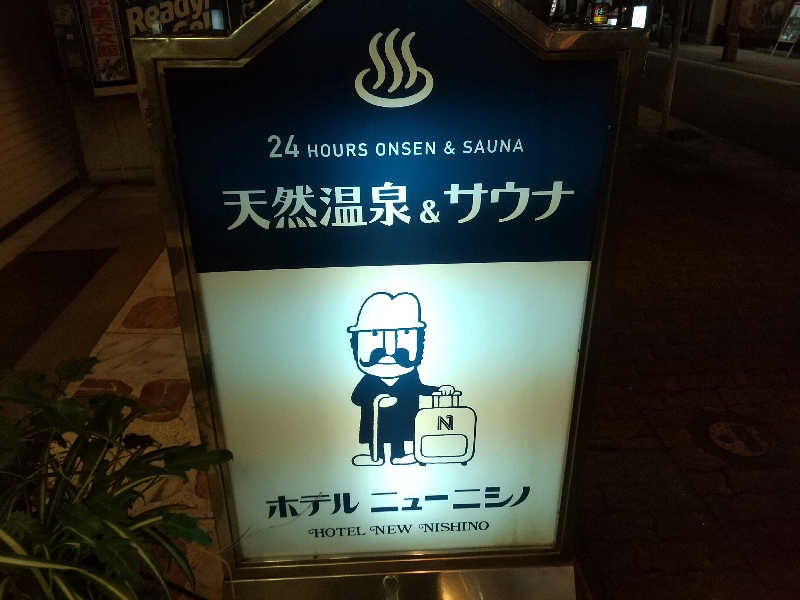 Ready!
24 HOURS ONSEN & SAUNA
天然温泉&サウナ
N
ホテル ニューニシノ
HOTEL NEW NISHINO